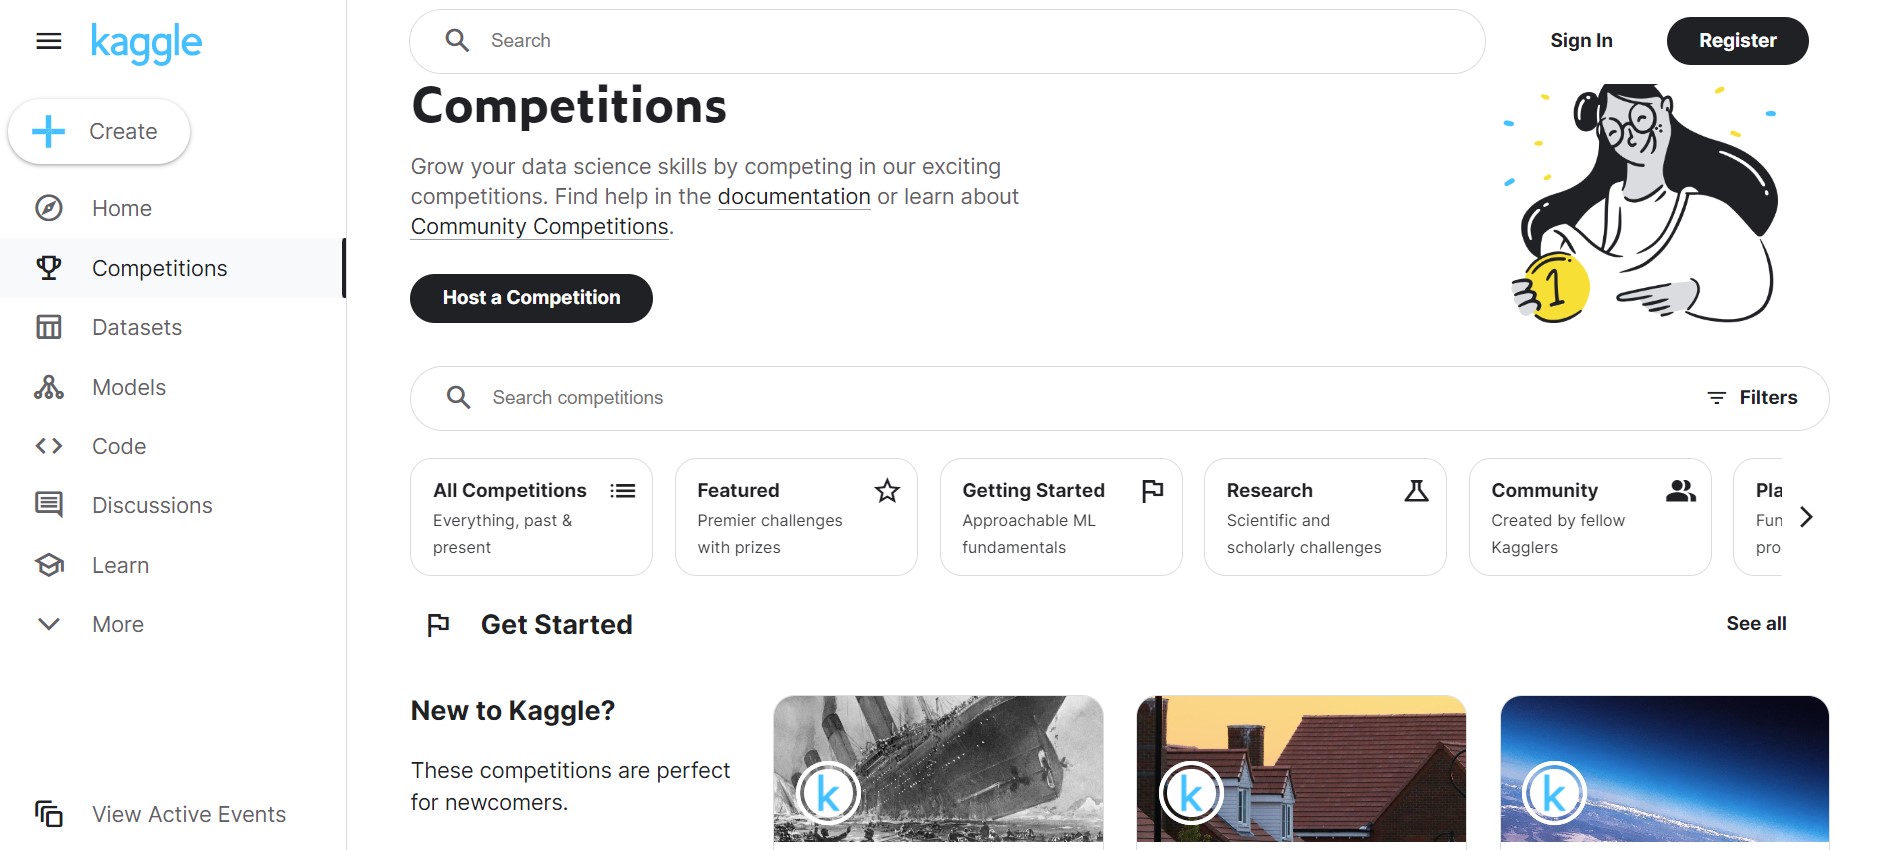 kaggle
Search
Sign In
Register
Create
Home
Competitions
Datasets
Models
Code
Discussions
Learn
More
View Active Events
Competitions
Grow your data science skills by competing in our exciting
competitions. Find help in the documentation or learn about
Community Competitions.
1
Host a Competition
Search competitions
Filters
All Competitions
Everything, past &
present
Featured
Premier challenges
with prizes
Getting Started
Approachable ML
fundamentals
Research
Scientific and
scholarly challenges
Community
Created by fellow
Kagglers
Get Started
See all
New to Kaggle?
These competitions are perfect
for newcomers.
k
k
k